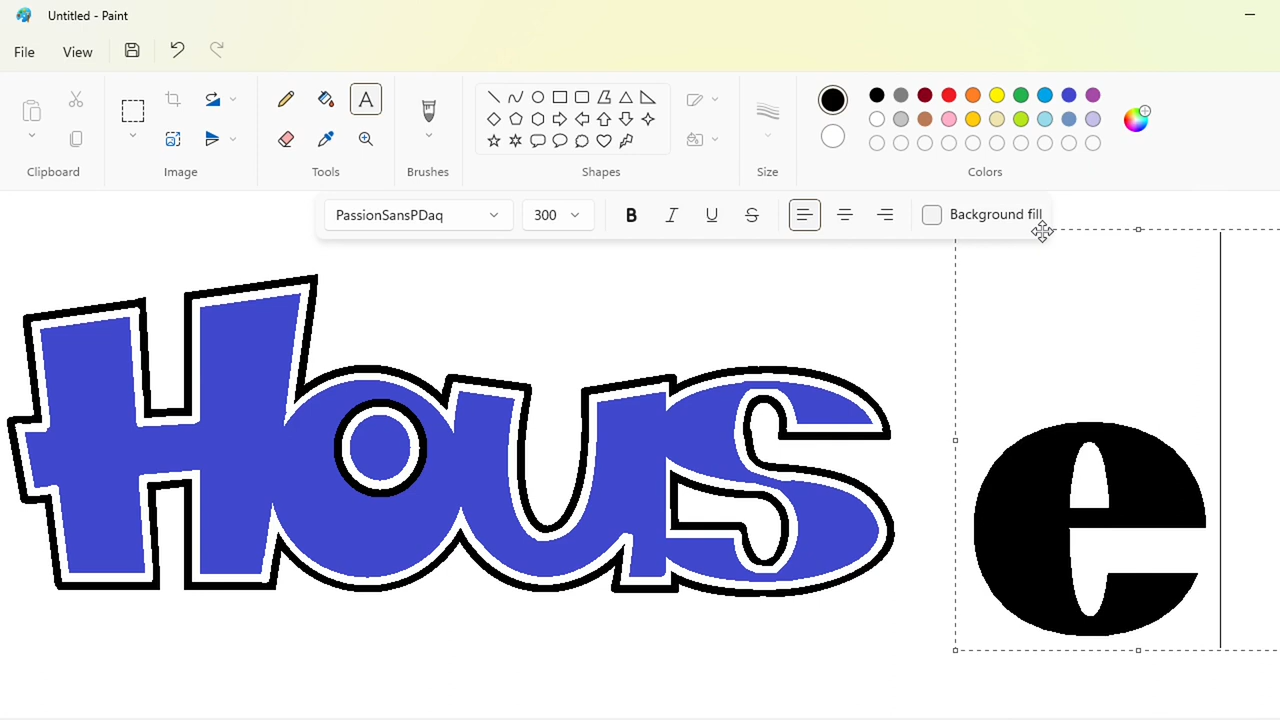 Untitled - Paint
File View
Clipboard Image Tools Brushes Shapes Size Colors
PassionSansPDaq 300 B I U S Background fill
Hous e